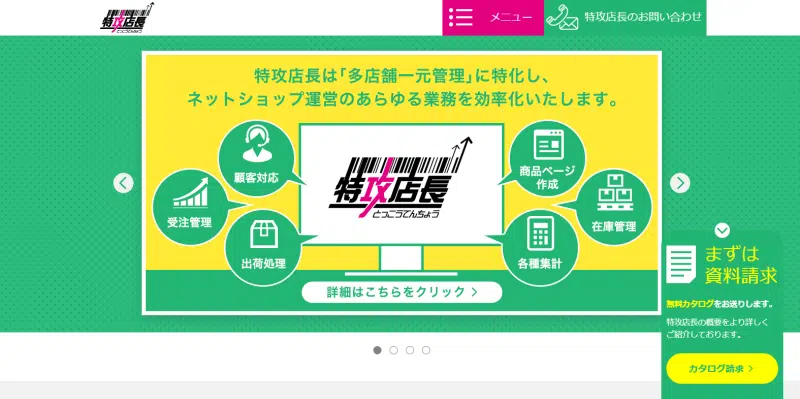 特攻店長
とっこうてんちょう
メニュー
特攻店長のお問い合わせ
特攻店長は「多店舗一元管理」に特化し、
ネットショップ運営のあらゆる業務を効率化いたします。
顧客対応
商品ページ
作成
受注管理
特攻店長
とっこうてんちょう
在庫管理
出荷処理
各種集計
詳細はこちらをクリック
まずは
資料請求
無料カタログをお送りします。
特攻店長の概要をより詳しく
ご紹介しております。
カタログ請求